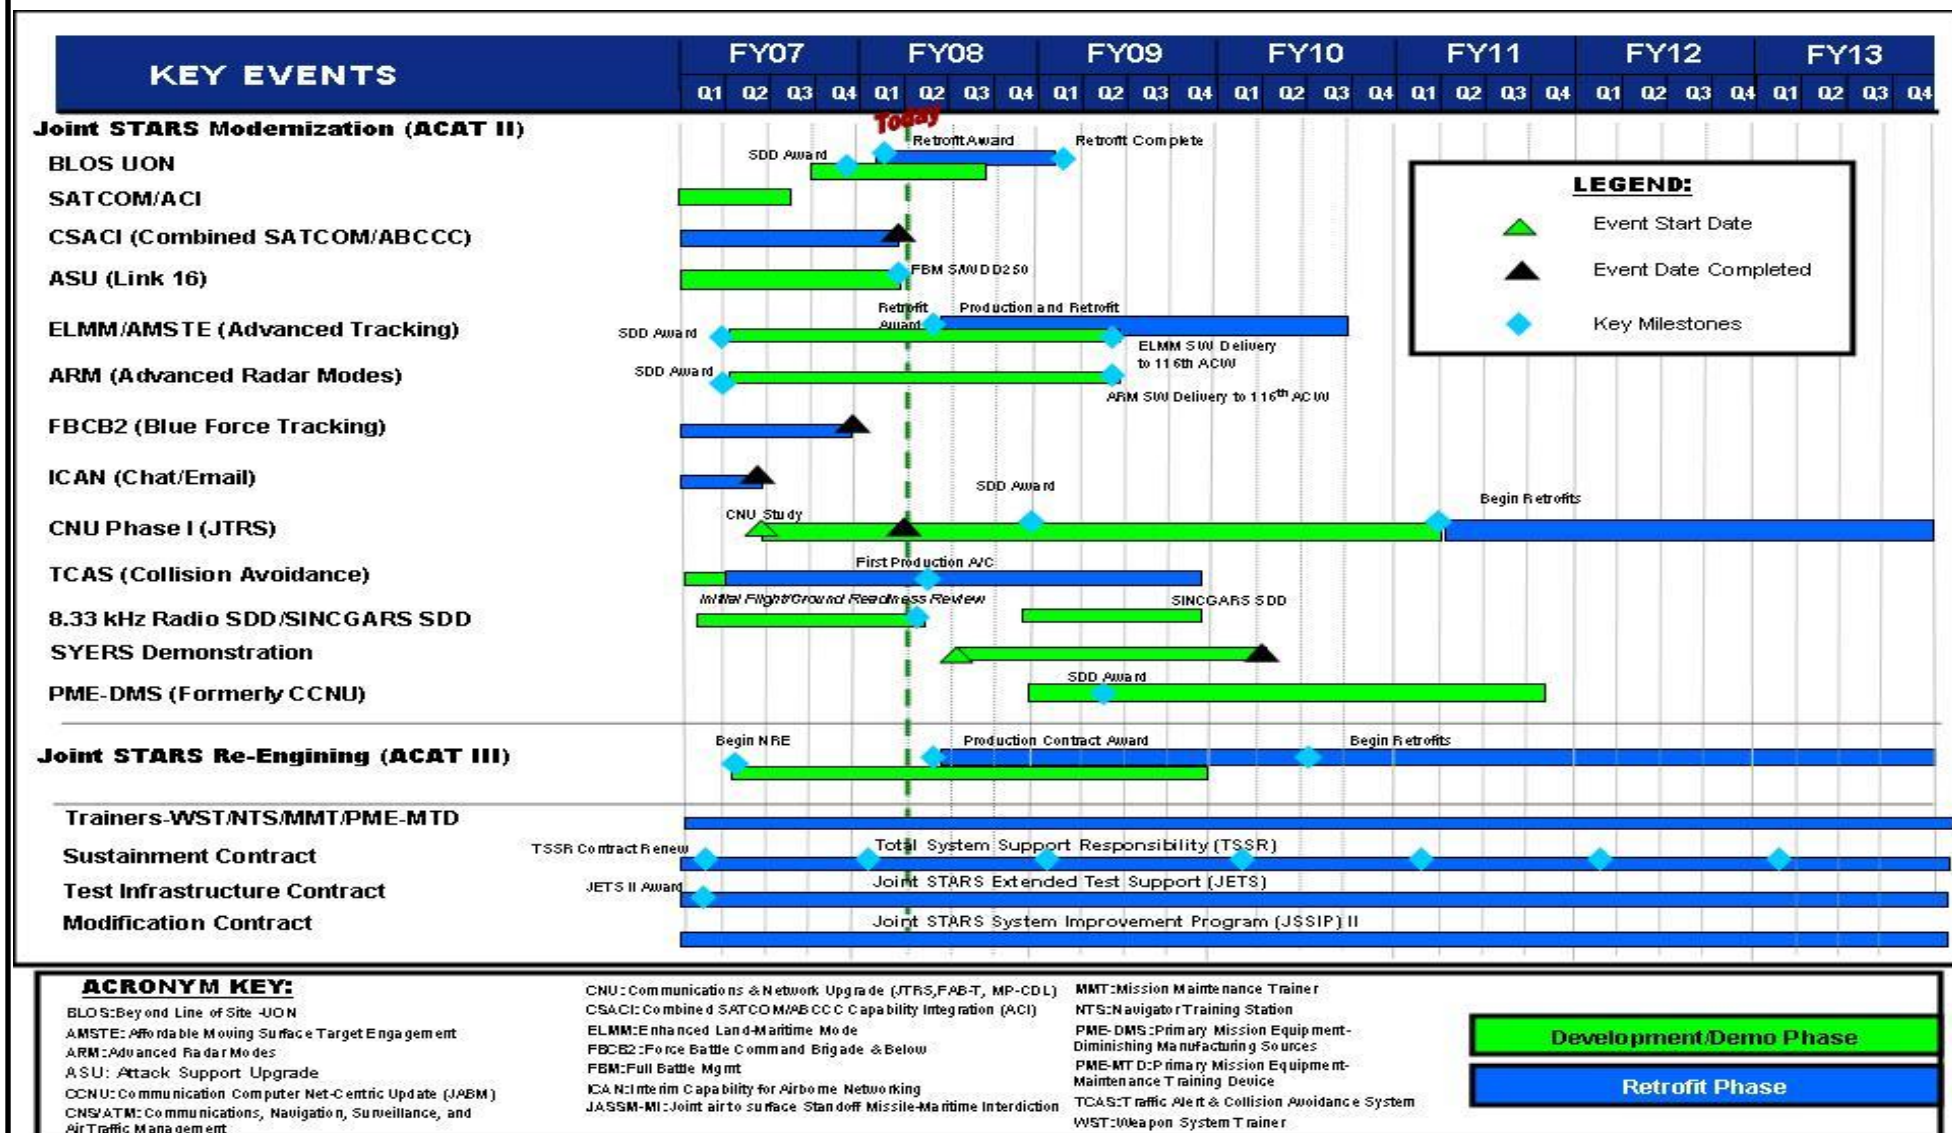 KEY EVENTS
FY07 FY08 FY09 FY10 FY11 FY12 FY13
Q1 Q2 Q3 Q4 Q1 Q2 Q3 Q4 Q1 Q2 Q3 Q4 Q1 Q2 Q3 Q4 Q1 Q2 Q3 Q4 Q1 Q2 Q3 Q4 Q1 Q2 Q3 Q4
Today
Joint STARS Modernization (ACAT II)
BLOS UON
SDD Award
Retrofit Award
Retrofit Complete
SATCOM/ACI
CSACI (Combined SATCOM/ABCCC)
ASU (Link 16)
FBM S/W DD250
ELMM/AMSTE (Advanced Tracking)
SDD Award
Retrofit
Award
Production and Retrofit
ELMM SW Delivery
to 116th ACW
ARM (Advanced Radar Modes)
SDD Award
ARM SW Delivery to 116th ACW
FBCB2 (Blue Force Tracking)
ICAN (Chat/Email)
CNU Phase I (JTRS)
CNU Study
SDD Award
Begin Retrofits
TCAS (Collision Avoidance)
First Production A/C
8.33 kHz Radio SDD/SINCGARS SDD
Initial Flight/Ground Readiness Review
SINCGARS SDD
SYERS Demonstration
PME-DMS (Formerly CCNU)
SDD Award
LEGEND:
Event Start Date
Event Date Completed
Key Milestones
Joint STARS Re-Engining (ACAT III)
Begin NRE
Production Contract Award
Begin Retrofits
Trainers-WST/NTS/MMT/PME-MTD
Sustainment Contract
TSSR Contract Renew
Total System Support Responsibility (TSSR)
Test Infrastructure Contract
JETS II Award
Joint STARS Extended Test Support (JETS)
Modification Contract
Joint STARS System Improvement Program (JSSIP) II
ACRONYM KEY:
BLOS:Beyond Line of Site -UON
AMSTE: Affordable Moving Surface Target Engagement
ARM:Advanced Radar Modes
ASU: Attack Support Upgrade
CCNU: Communication Computer Net-Centric Update (JABM)
CNS/ATM: Communications, Navigation, Surveillance, and
Air Traffic Management
CNU: Communications & Network Upgrade (JTRS,FAB-T, MP-CDL)
CSACI: Combined SATCOM/ABCCC Capability Integration (ACI)
ELMM:Enhanced Land-Maritime Mode
FBCB2: Force Battle Command Brigade & Below
FBM: Full Battle Mgmt
ICAN:Interim Capability for Airborne Networking
JASSM-MI: Joint air to surface Standoff Missile-Maritime Interdiction
MMT:Mission Maintenance Trainer
NTS:Navigator Training Station
PME-DMS: Primary Mission Equipment-
Diminishing Manufacturing Sources
PME-MTD:Primary Mission Equipment-
Maintenance Training Device
TCAS:Traffic Alert & Collision Avoidance System
WST:Weapon System Trainer
Development/Demo Phase
Retrofit Phase